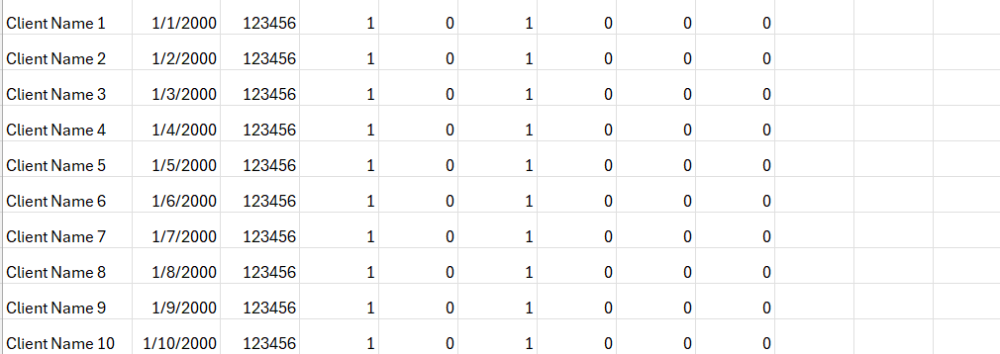 Client Name 1 1/1/2000 123456 1 0 1 0 0 0
Client Name 2 1/2/2000 123456 1 0 1 0 0 0
Client Name 3 1/3/2000 123456 1 0 1 0 0 0
Client Name 4 1/4/2000 123456 1 0 1 0 0 0
Client Name 5 1/5/2000 123456 1 0 1 0 0 0
Client Name 6 1/6/2000 123456 1 0 1 0 0 0
Client Name 7 1/7/2000 123456 1 0 1 0 0 0
Client Name 8 1/8/2000 123456 1 0 1 0 0 0
Client Name 9 1/9/2000 123456 1 0 1 0 0 0
Client Name 10 1/10/2000 123456 1 0 1 0 0 0